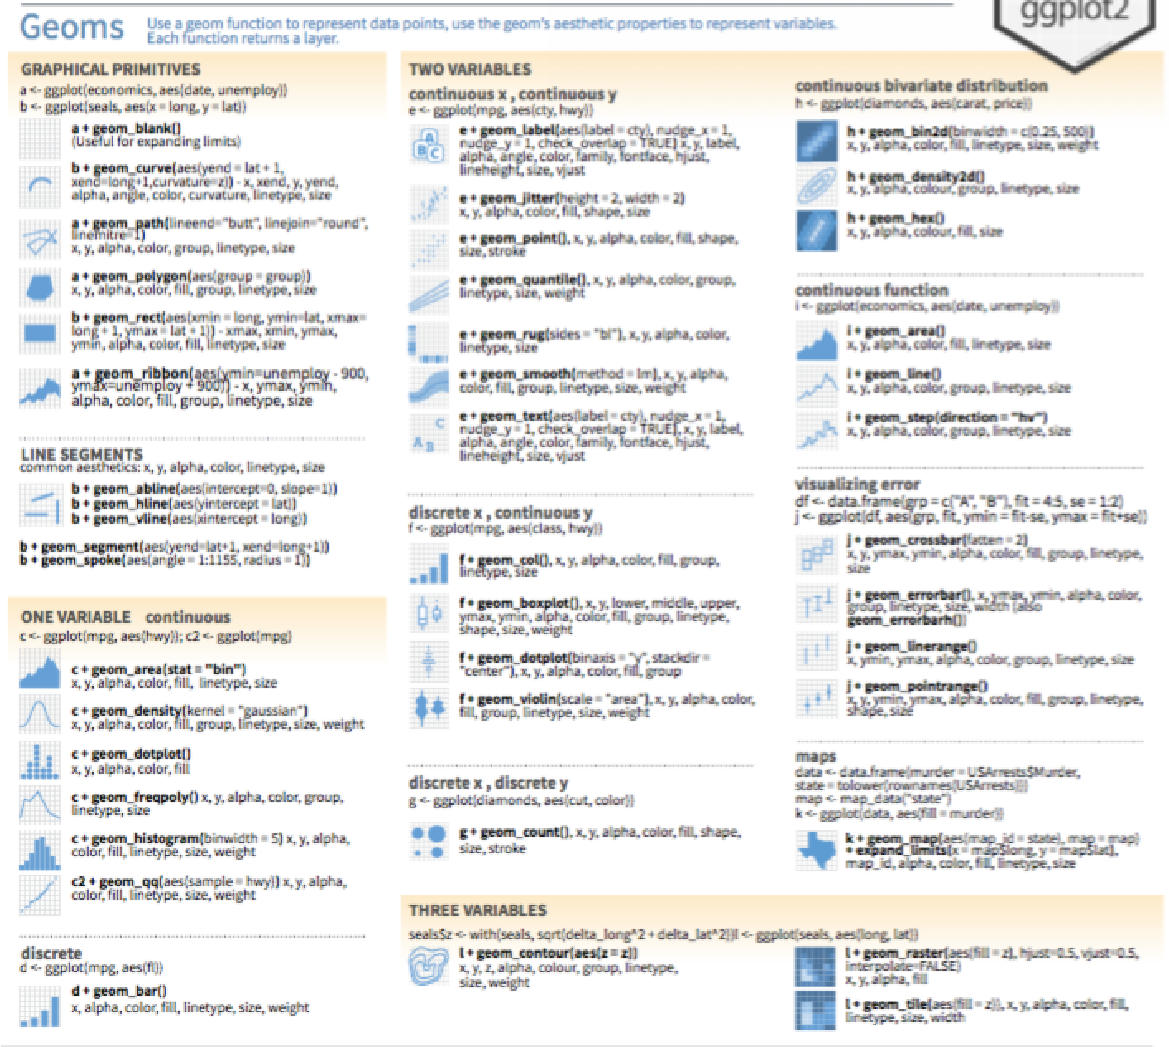 ggplot2
Geoms
Use a geom function to represent data points, use the geom's aesthetic properties to represent variables.
Each function returns a layer.
GRAPHICAL PRIMITIVES
a <- ggplot(economics, aes(date, unemploy))
b <- ggplot(seals, aes(x = long, y = lat))
a + geom_blank()
(Useful for expanding limits)
b + geom_curve(aes(yend = lat + 1,
xend=long+1,curvature=z)) - x, xend, y, yend,
alpha, angle, color, curvature, linetype, size
a + geom_path(lineend="butt", linejoin="round",
linemitre=1)
x, y, alpha, color, group, linetype, size
a + geom_polygon(aes(group = group))
x, y, alpha, color, fill, group, linetype, size
b + geom_rect(aes(xmin = long, ymin=lat, xmax=
long + 1, ymax = lat + 1)) - xmax, xmin, ymax,
ymin, alpha, color, fill, linetype, size
a + geom_ribbon(aes(ymin=unemploy - 900,
ymax=unemploy + 900)) - x, ymax, ymin,
alpha, color, fill, group, linetype, size
LINE SEGMENTS
common aesthetics: x, y, alpha, color, linetype, size
b + geom_abline(aes(intercept=0, slope=1))
b + geom_hline(aes(yintercept = lat))
b + geom_vline(aes(xintercept = long))
b + geom_segment(aes(yend=lat+1, xend=long+1))
b + geom_spoke(aes(angle = 1:1155, radius = 1))
ONE VARIABLE continuous
c <- ggplot(mpg, aes(hwy)); c2 <- ggplot(mpg)
c + geom_area(stat = "bin")
x, y, alpha, color, fill, linetype, size
c + geom_density(kernel = "gaussian")
x, y, alpha, color, fill, group, linetype, size, weight
c + geom_dotplot()
x, y, alpha, color, fill
c + geom_freqpoly() x, y, alpha, color, group,
linetype, size
c + geom_histogram(binwidth = 5) x, y, alpha,
color, fill, linetype, size, weight
c2 + geom_qq(aes(sample = hwy)) x, y, alpha,
color, fill, linetype, size, weight
discrete
d <- ggplot(mpg, aes(fl))
d + geom_bar()
x, alpha, color, fill, linetype, size, weight
TWO VARIABLES
continuous x , continuous y
e <- ggplot(mpg, aes(cty, hwy))
A
B C
e + geom_label(aes(label = cty), nudge_x = 1,
nudge_y = 1, check_overlap = TRUE) x, y, label,
alpha, angle, color, family, fontface, hjust,
lineheight, size, vjust
e + geom_jitter(height = 2, width = 2)
x, y, alpha, color, fill, shape, size
e + geom_point(), x, y, alpha, color, fill, shape,
size, stroke
e + geom_quantile(), x, y, alpha, color, group,
linetype, size, weight
e + geom_rug(sides = "bl"), x, y, alpha, color,
linetype, size
e + geom_smooth(method = lm), x, y, alpha,
color, fill, group, linetype, size, weight
C
A B
e + geom_text(aes(label = cty), nudge_x = 1,
nudge_y = 1, check_overlap = TRUE), x, y, label,
alpha, angle, color, family, fontface, hjust,
lineheight, size, vjust
discrete x , continuous y
f <- ggplot(mpg, aes(class, hwy))
f + geom_col(), x, y, alpha, color, fill, group,
linetype, size
f + geom_boxplot(), x, y, lower, middle, upper,
ymax, ymin, alpha, color, fill, group, linetype,
shape, size, weight
f + geom_dotplot(binaxis = "y", stackdir =
"center"), x, y, alpha, color, fill, group
f + geom_violin(scale = "area"), x, y, alpha, color,
fill, group, linetype, size, weight
discrete x , discrete y
g <- ggplot(diamonds, aes(cut, color))
g + geom_count(), x, y, alpha, color, fill, shape,
size, stroke
continuous bivariate distribution
h <- ggplot(diamonds, aes(carat, price))
h + geom_bin2d(binwidth = c(0.25, 500))
x, y, alpha, color, fill, linetype, size, weight
h + geom_density2d()
x, y, alpha, colour, group, linetype, size
h + geom_hex()
x, y, alpha, colour, fill, size
continuous function
i <- ggplot(economics, aes(date, unemploy))
i + geom_area()
x, y, alpha, color, fill, linetype, size
i + geom_line()
x, y, alpha, color, group, linetype, size
i + geom_step(direction = "hv")
x, y, alpha, color, group, linetype, size
visualizing error
df <- data.frame(grp = c("A", "B"), fit = 4:5, se = 1:2)
j <- ggplot(df, aes(grp, fit, ymin = fit-se, ymax = fit+se))
j + geom_crossbar(fatten = 2)
x, y, ymax, ymin, alpha, color, fill, group, linetype,
size
j + geom_errorbar(), x, ymax, ymin, alpha, color,
group, linetype, size, width (also
geom_errorbarh())
j + geom_linerange()
x, ymin, ymax, alpha, color, group, linetype, size
j + geom_pointrange()
x, y, ymin, ymax, alpha, color, fill, group, linetype,
shape, size
maps
data <- data.frame(murder = USArrests$Murder,
state = tolower(rownames(USArrests)))
map <- map_data("state")
k <- ggplot(data, aes(fill = murder))
k + geom_map(aes(map_id = state), map = map)
+ expand_limits(x = map$long, y = map$lat),
map_id, alpha, color, fill, linetype, size
THREE VARIABLES
seals$z <- with(seals, sqrt(delta_long^2 + delta_lat^2))l <- ggplot(seals, aes(long, lat))
l + geom_contour(aes(z = z))
x, y, z, alpha, colour, group, linetype,
size, weight
l + geom_raster(aes(fill = z), hjust=0.5, vjust=0.5,
interpolate=FALSE)
x, y, alpha, fill
l + geom_tile(aes(fill = z)), x, y, alpha, color, fill,
linetype, size, width